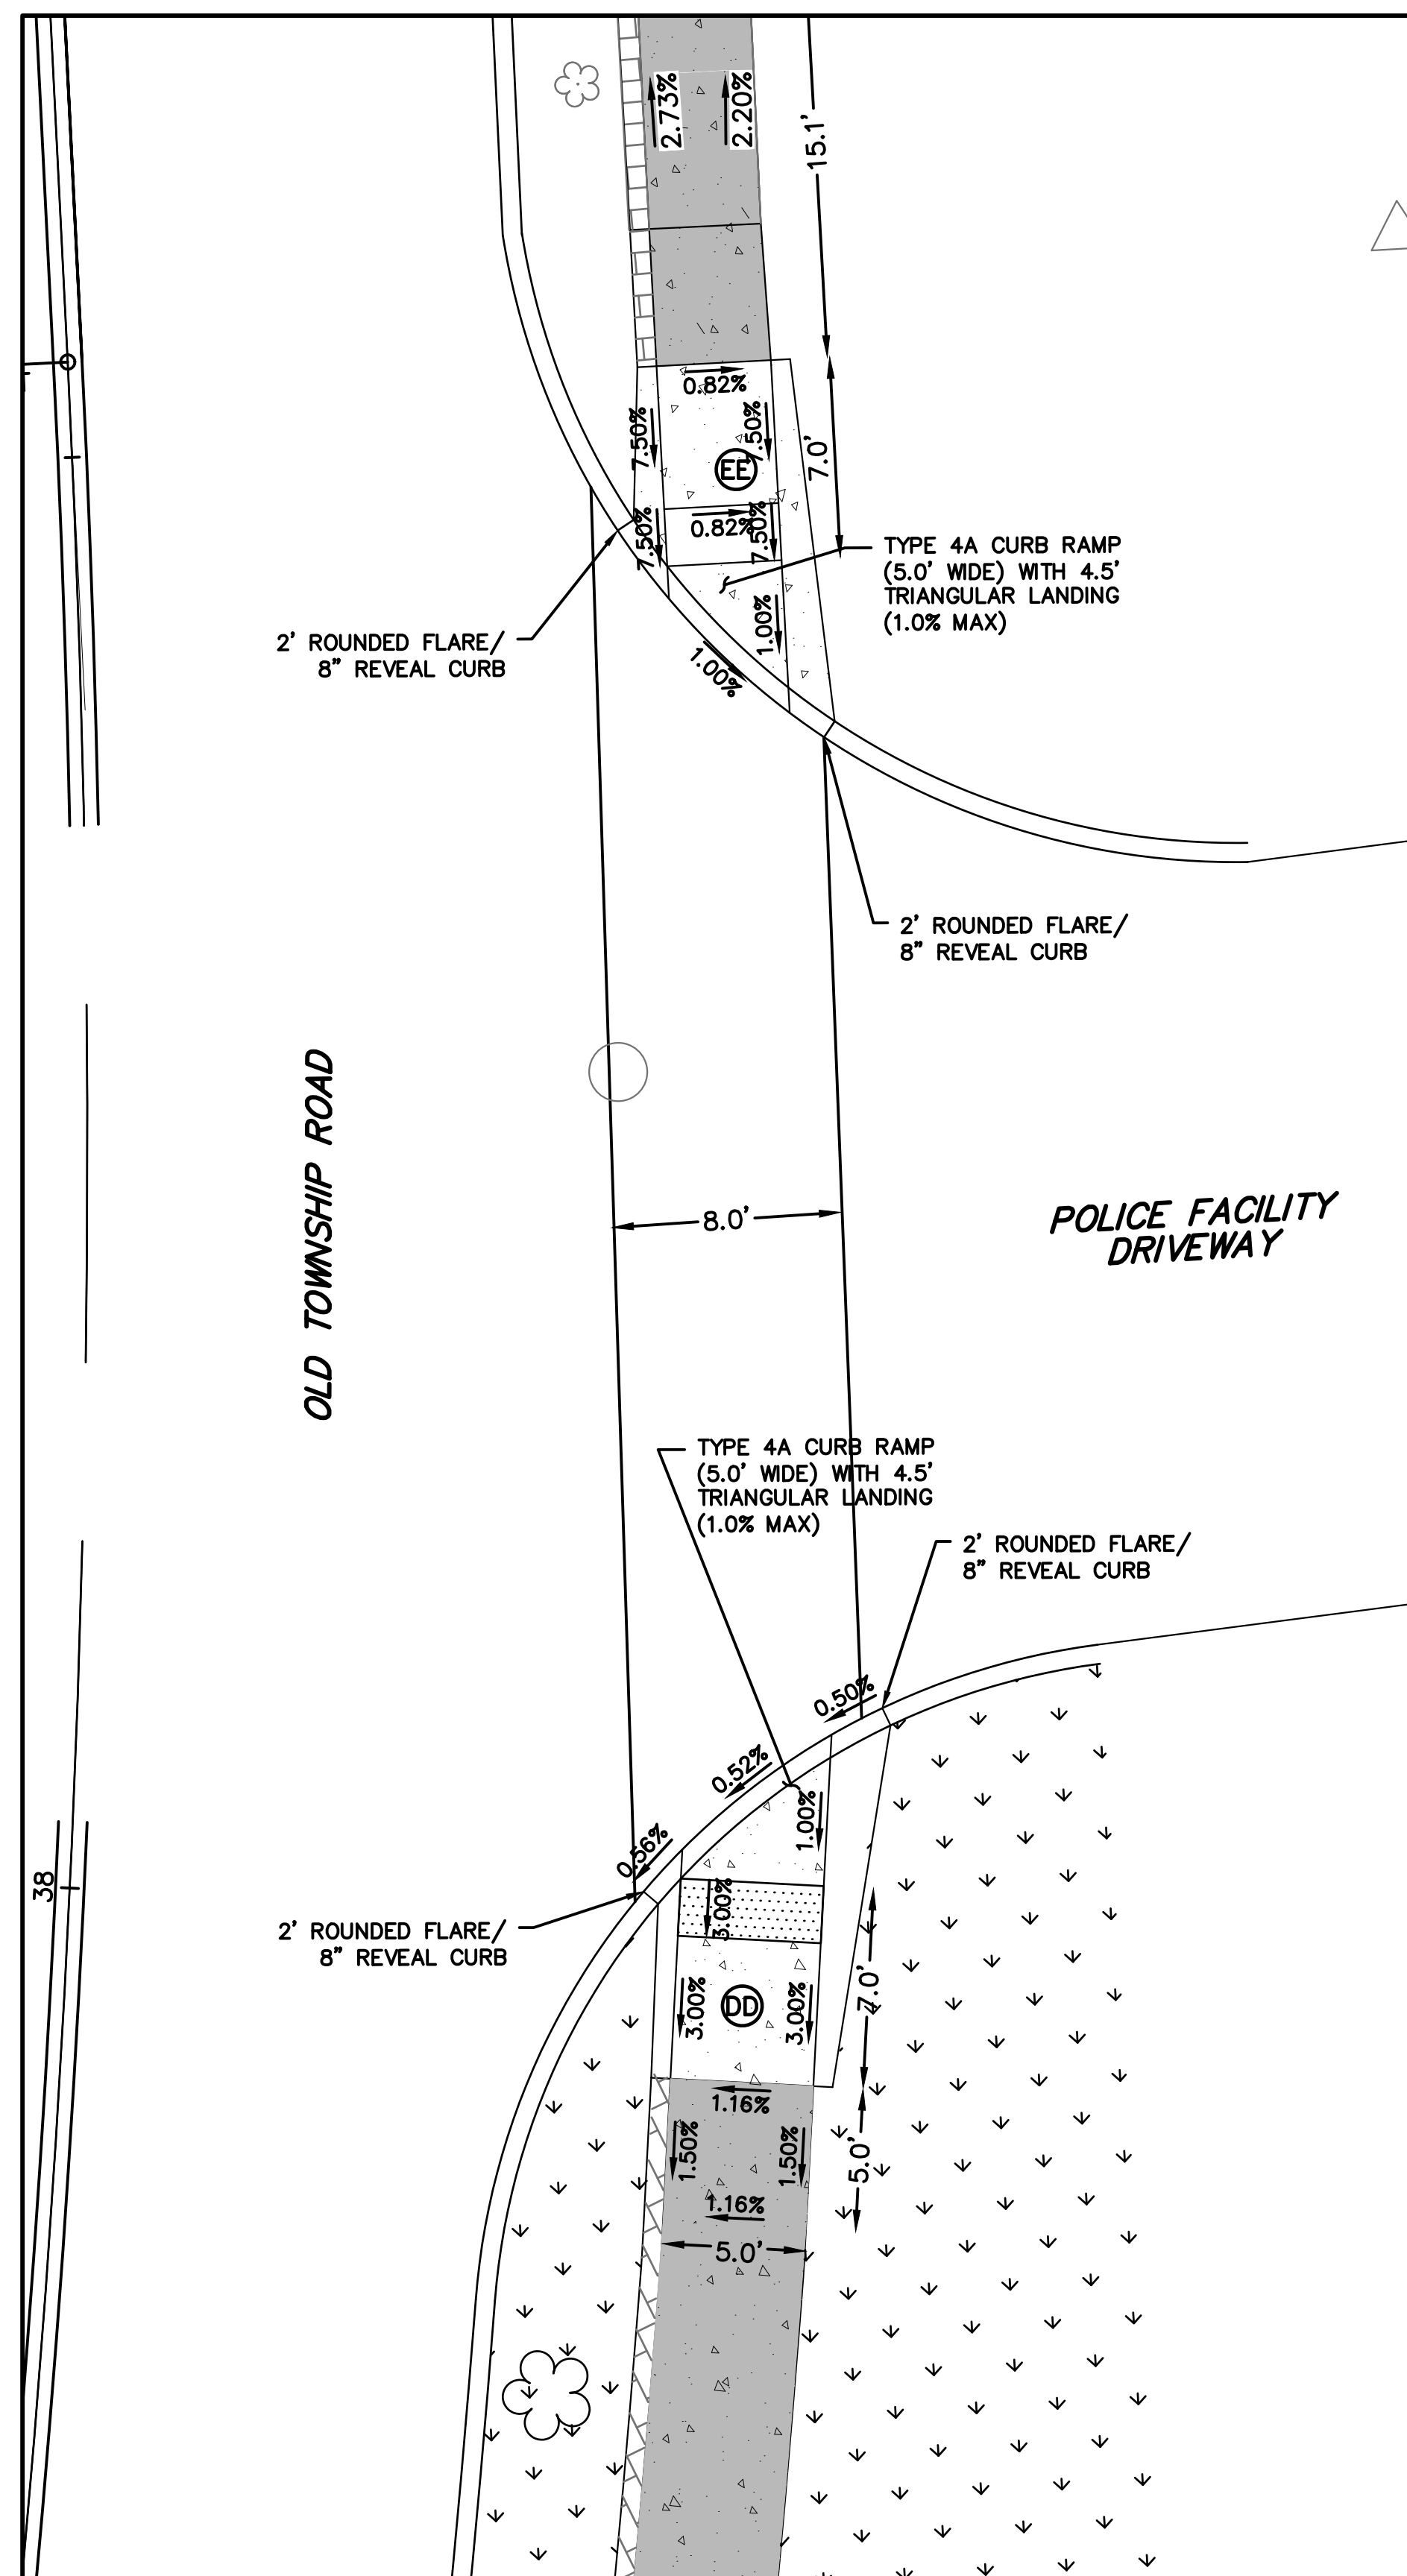 2.73%
2.20%
15.1'
0.82%
7.50%
7.50%
EE
7.0'
7.50%
0.82%
7.50%
TYPE 4A CURB RAMP
(5.0' WIDE) WITH 4.5'
TRIANGULAR LANDING
(1.0% MAX)
1.00%
1.00%
2' ROUNDED FLARE/
8" REVEAL CURB
2' ROUNDED FLARE/
8" REVEAL CURB
OLD TOWNSHIP ROAD
8.0'
POLICE FACILITY
DRIVEWAY
TYPE 4A CURB RAMP
(5.0' WIDE) WITH 4.5'
TRIANGULAR LANDING
(1.0% MAX)
2' ROUNDED FLARE/
8" REVEAL CURB
0.50%
0.52%
1.00%
0.56%
38
3.00%
2' ROUNDED FLARE/
8" REVEAL CURB
3.00%
DD
3.00%
7.0'
1.16%
1.50%
1.50%
5.0'
1.16%
5.0'